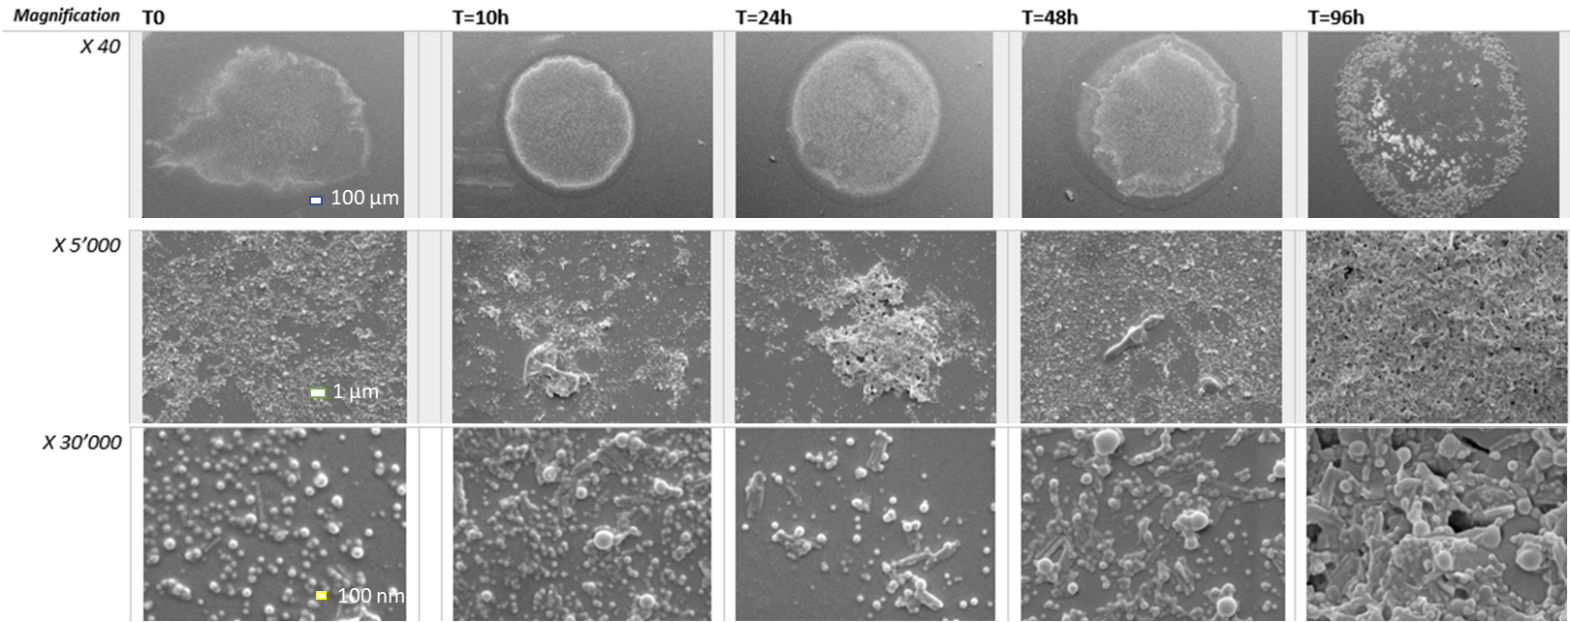 Magnification T0 T=10h T=24h T=48h T=96h
X 40
100 µm
X 5’000
1 µm
X 30’000
100 nm